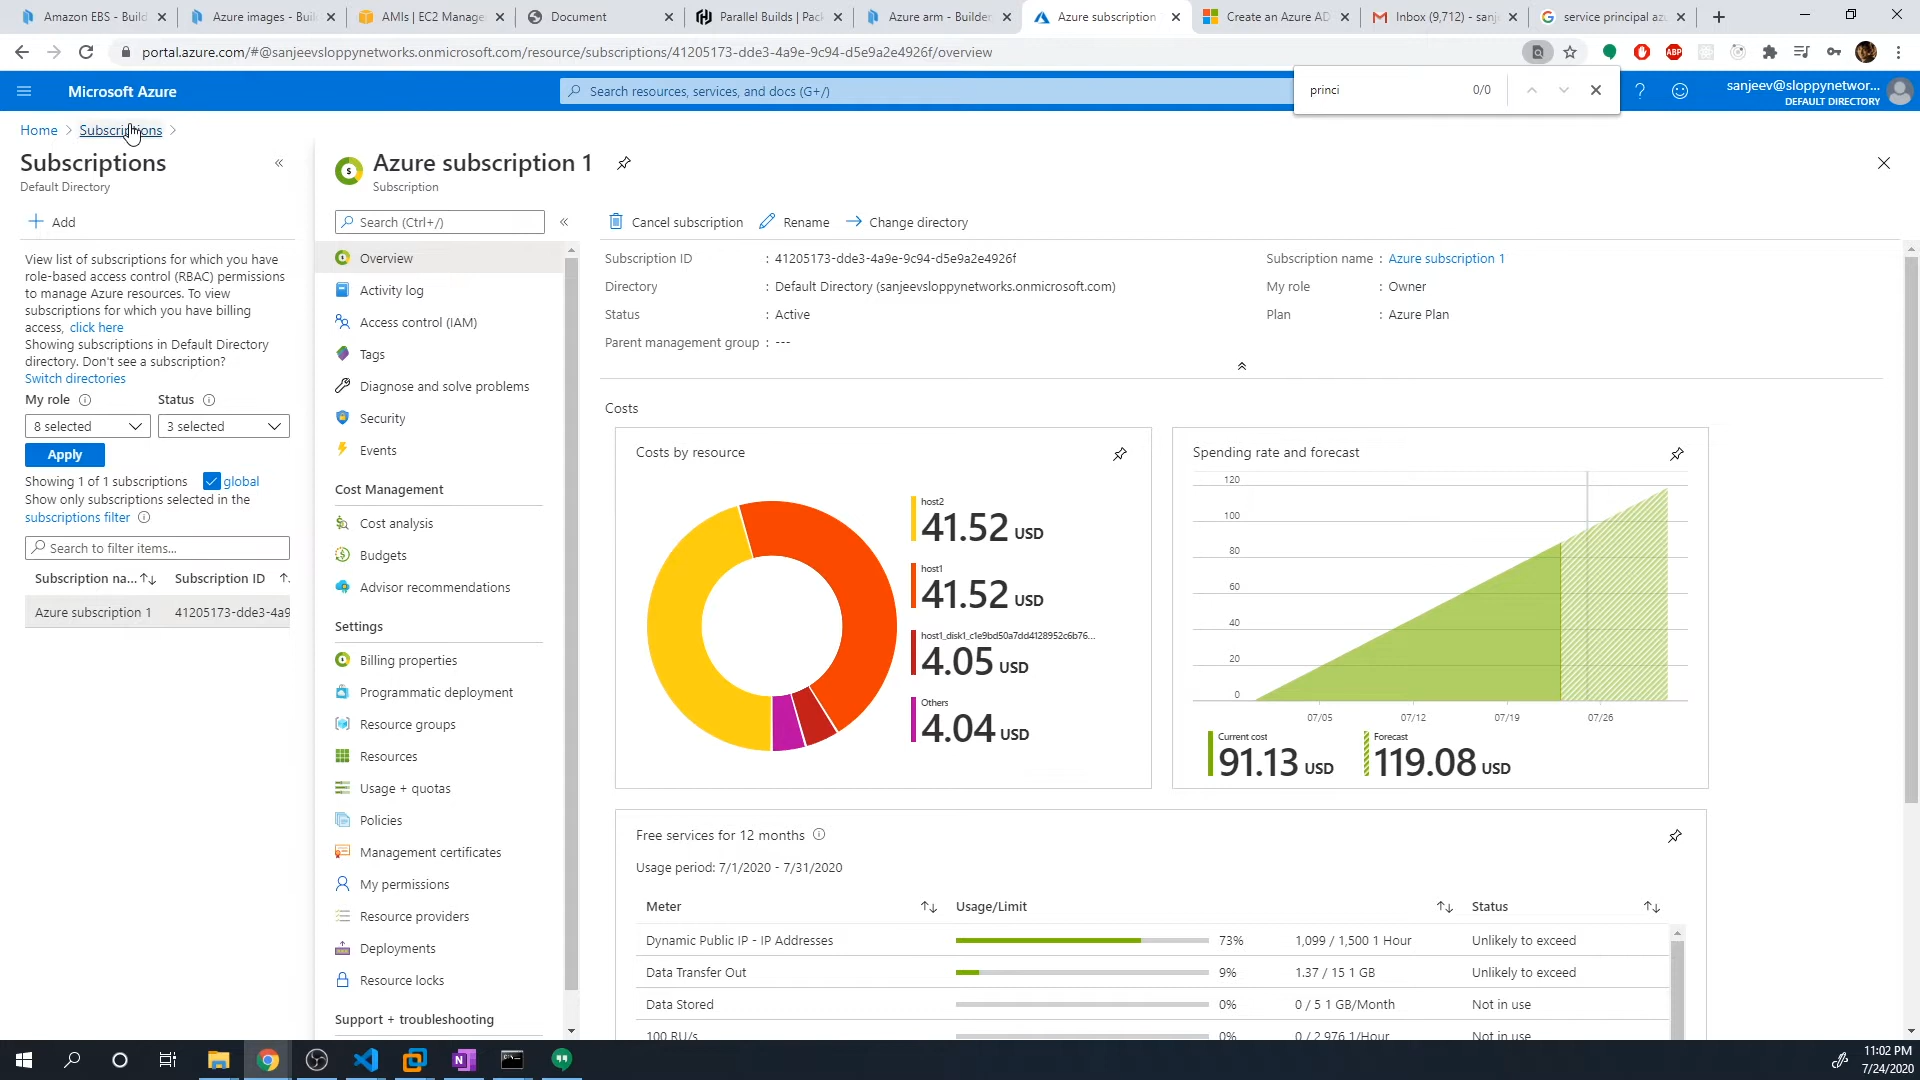 Amazon EBS - Build
Azure images - Buil
AMIs | EC2 Manage
Document
Parallel Builds | Pac
Azure arm - Builder
Azure subscription
Create an Azure AD
Inbox (9,712) - sanj
service principal az
portal.azure.com/#@sanjeevsloppynetworks.onmicrosoft.com/resource/subscriptions/41205173-dde3-4a9e-9c94-d5e9a2e4926f/overview
ABP
Microsoft Azure
Search resources, services, and docs (G+/)
princi
0/0
sanjeev@sloppynetwor...
DEFAULT DIRECTORY
Home > Subscriptions >
Subscriptions
Default Directory
Add
View list of subscriptions for which you have
role-based access control (RBAC) permissions
to manage Azure resources. To view
subscriptions for which you have billing
access, click here
Showing subscriptions in Default Directory
directory. Don't see a subscription?
Switch directories
My role
Status
8 selected
3 selected
Apply
Showing 1 of 1 subscriptions
global
Show only subscriptions selected in the
subscriptions filter
Search to filter items...
Subscription na...
Subscription ID
Azure subscription 1
41205173-dde3-4a9
Azure subscription 1
Subscription
Search (Ctrl+/)
Overview
Activity log
Access control (IAM)
Tags
Diagnose and solve problems
Security
Events
Cost Management
Cost analysis
Budgets
Advisor recommendations
Settings
Billing properties
Programmatic deployment
Resource groups
Resources
Usage + quotas
Policies
Management certificates
My permissions
Resource providers
Deployments
Resource locks
Support + troubleshooting
Cancel subscription
Rename
Change directory
Subscription ID : 41205173-dde3-4a9e-9c94-d5e9a2e4926f
Directory : Default Directory (sanjeevsloppynetworks.onmicrosoft.com)
Status : Active
Parent management group : ---
Subscription name : Azure subscription 1
My role : Owner
Plan : Azure Plan
Costs
Costs by resource
host2
41.52 USD
host1
41.52 USD
host1_disk1_c1e9bd50a7dd4128952c6b76...
4.05 USD
Others
4.04 USD
Spending rate and forecast
120
100
80
60
40
20
0
07/05
07/12
07/19
07/26
Current cost
91.13 USD
Forecast
119.08 USD
Free services for 12 months
Usage period: 7/1/2020 - 7/31/2020
Meter
Usage/Limit
Status
Dynamic Public IP - IP Addresses
73%
1,099 / 1,500 1 Hour
Unlikely to exceed
Data Transfer Out
9%
1.37 / 15 1 GB
Unlikely to exceed
Data Stored
0%
0 / 5 1 GB/Month
Not in use
100 RU/s
0%
0 / 2,976 1/Hour
Not in use
11:02 PM
7/24/2020